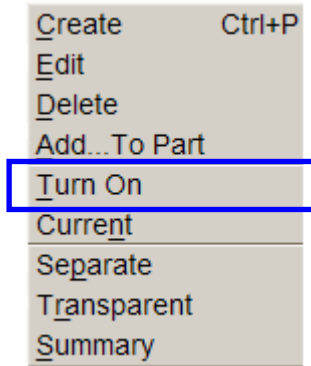 Create Ctrl+P
Edit
Delete
Add...To Part
Turn On
Current
Separate
Transparent
Summary